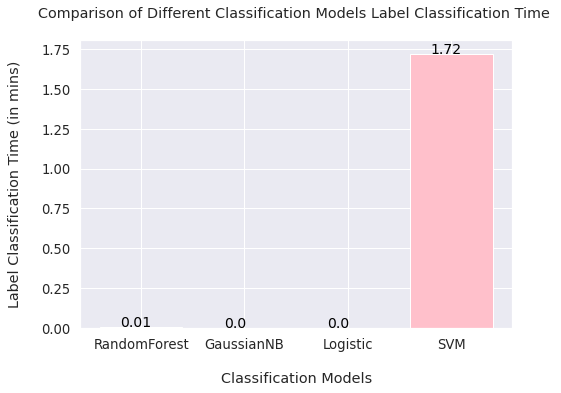 Comparison of Different Classification Models Label Classification Time
Label Classification Time (in mins)
1.75
1.50
1.25
1.00
0.75
0.50
0.25
0.00
0.01
0.0
0.0
1.72
RandomForest
GaussianNB
Logistic
SVM
Classification Models